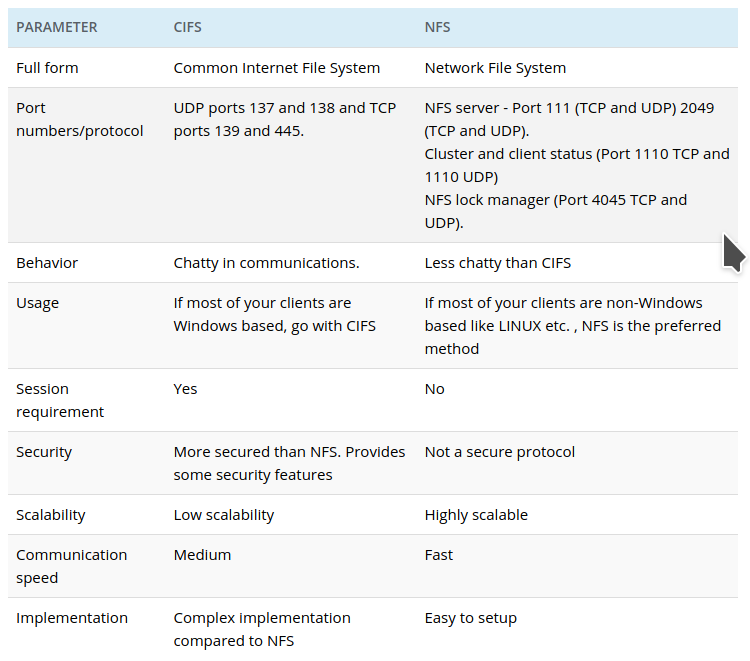 PARAMETER CIFS NFS
Full form Common Internet File System Network File System
Port UDP ports 137 and 138 and TCP NFS server - Port 111 (TCP and UDP) 2049
numbers/protocol ports 139 and 445. (TCP and UDP).
Cluster and client status (Port 1110 TCP and
1110 UDP)
NFS lock manager (Port 4045 TCP and
UDP).
Behavior Chatty in communications. Less chatty than CIFS
Usage If most of your clients are If most of your clients are non-Windows
Windows based, go with CIFS based like LINUX etc. , NFS is the preferred
method
Session Yes No
requirement
Security More secured than NFS. Provides Not a secure protocol
some security features
Scalability Low scalability Highly scalable
Communication Medium Fast
speed
Implementation Complex implementation Easy to setup
compared to NFS